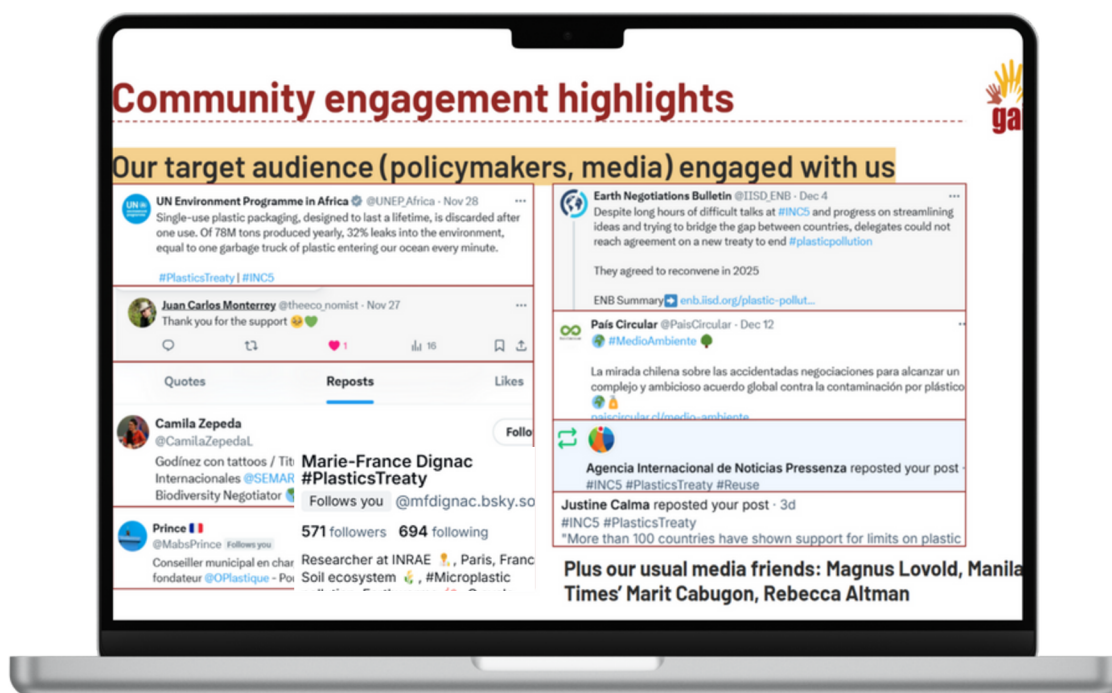 Community engagement highlights
ga
Our target audience (policymakers, media) engaged with us
UN Environment Programme in Africa @UNEP_Africa · Nov 28
Single-use plastic packaging, designed to last a lifetime, is discarded after
one use. Of 78M tons produced yearly, 32% leaks into the environment,
equal to one garbage truck of plastic entering our ocean every minute.
#PlasticsTreaty | #INC5
Juan Carlos Monterrey @theeco_nomist · Nov 27
Thank you for the support 🥹💚
1 16
Quotes Reposts Likes
Camila Zepeda
@CamilaZepedaL
Follo
Godínez con tattoos / Tit
Internacionales @SEMAR
Biodiversity Negotiator
Prince 🇫🇷
@MabsPrince Follows you
Conseiller municipal en char
fondateur @OPlastique - Po
Marie-France Dignac
#PlasticsTreaty
Follows you @mfdignac.bsky.so
571 followers 694 following
Researcher at INRAE , Paris, Franc
Soil ecosystem , #Microplastic
Earth Negotiations Bulletin @IISD_ENB · Dec 4
Despite long hours of difficult talks at #INC5 and progress on streamlining
ideas and trying to bridge the gap between countries, delegates could not
reach agreement on a new treaty to end #plasticpollution
They agreed to reconvene in 2025
ENB Summary➡️ enb.iisd.org/plastic-pollut...
País Circular @PaisCircular · Dec 12
🌍 #MedioAmbiente 🌳
La mirada chilena sobre las accidentadas negociaciones para alcanzar un
complejo y ambicioso acuerdo global contra la contaminación por plástico
paiscircular.cl/medio-ambiente
Agencia Internacional de Noticias Pressenza reposted your post ·
#INC5 #PlasticsTreaty #Reuse
Justine Calma reposted your post · 3d
#INC5 #PlasticsTreaty
"More than 100 countries have shown support for limits on plastic
Plus our usual media friends: Magnus Lovold, Manila
Times' Marit Cabugon, Rebecca Altman